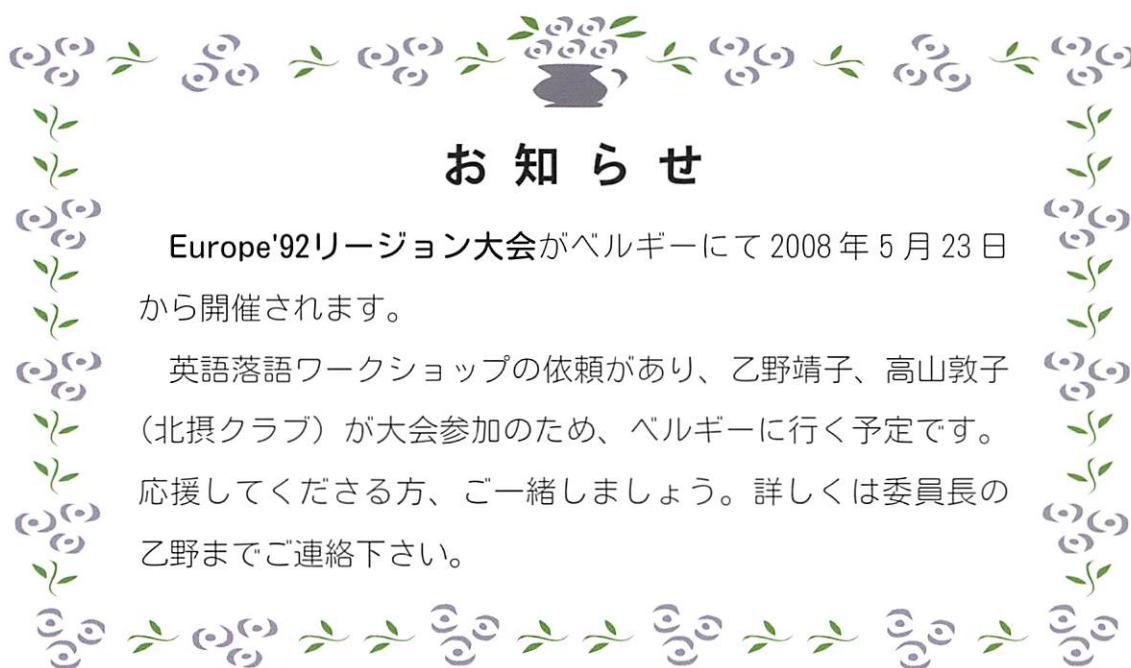 お知らせ
Europe'92リージョン大会がベルギーにて2008年5月23日
から開催されます。
英語落語ワークショップの依頼があり、乙野靖子、高山敦子
(北摂クラブ)が大会参加のため、ベルギーに行く予定です。
応援してくださる方、ご一緒しましょう。詳しくは委員長の
乙野までご連絡下さい。